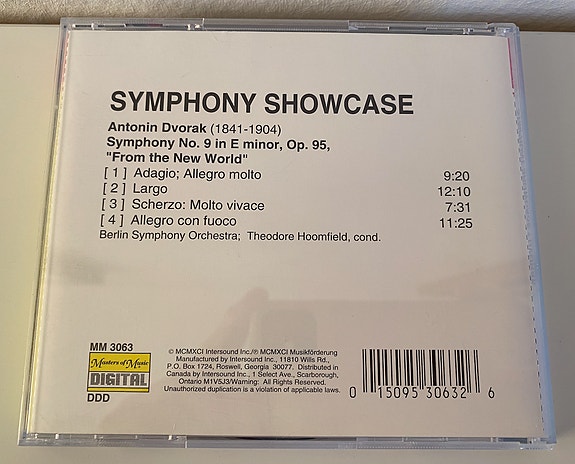 SYMPHONY SHOWCASE
Antonin Dvorak (1841-1904)
Symphony No. 9 in E minor, Op. 95,
"From the New World"
[ 1 ] Adagio; Allegro molto 9:20
[ 2 ] Largo 12:10
[ 3 ] Scherzo: Molto vivace 7:31
[ 4 ] Allegro con fuoco 11:25
Berlin Symphony Orchestra; Theodore Hoomfield, cond.
MM 3063
Masters of Music
DIGITAL
DDD
© MCMXCI Intersound Inc./® MCMXCI Musikförderung
Manufactured by Intersound Inc., 11810 Wills Rd.,
P.O. Box 1724, Roswell, Georgia 30077. Distributed in
Canada by Intersound Inc., 1 Select Ave., Scarborough,
Ontario M1V5J3/Warning: All Rights Reserved.
Unauthorized duplication is a violation of applicable laws.
0 15095 30632 6